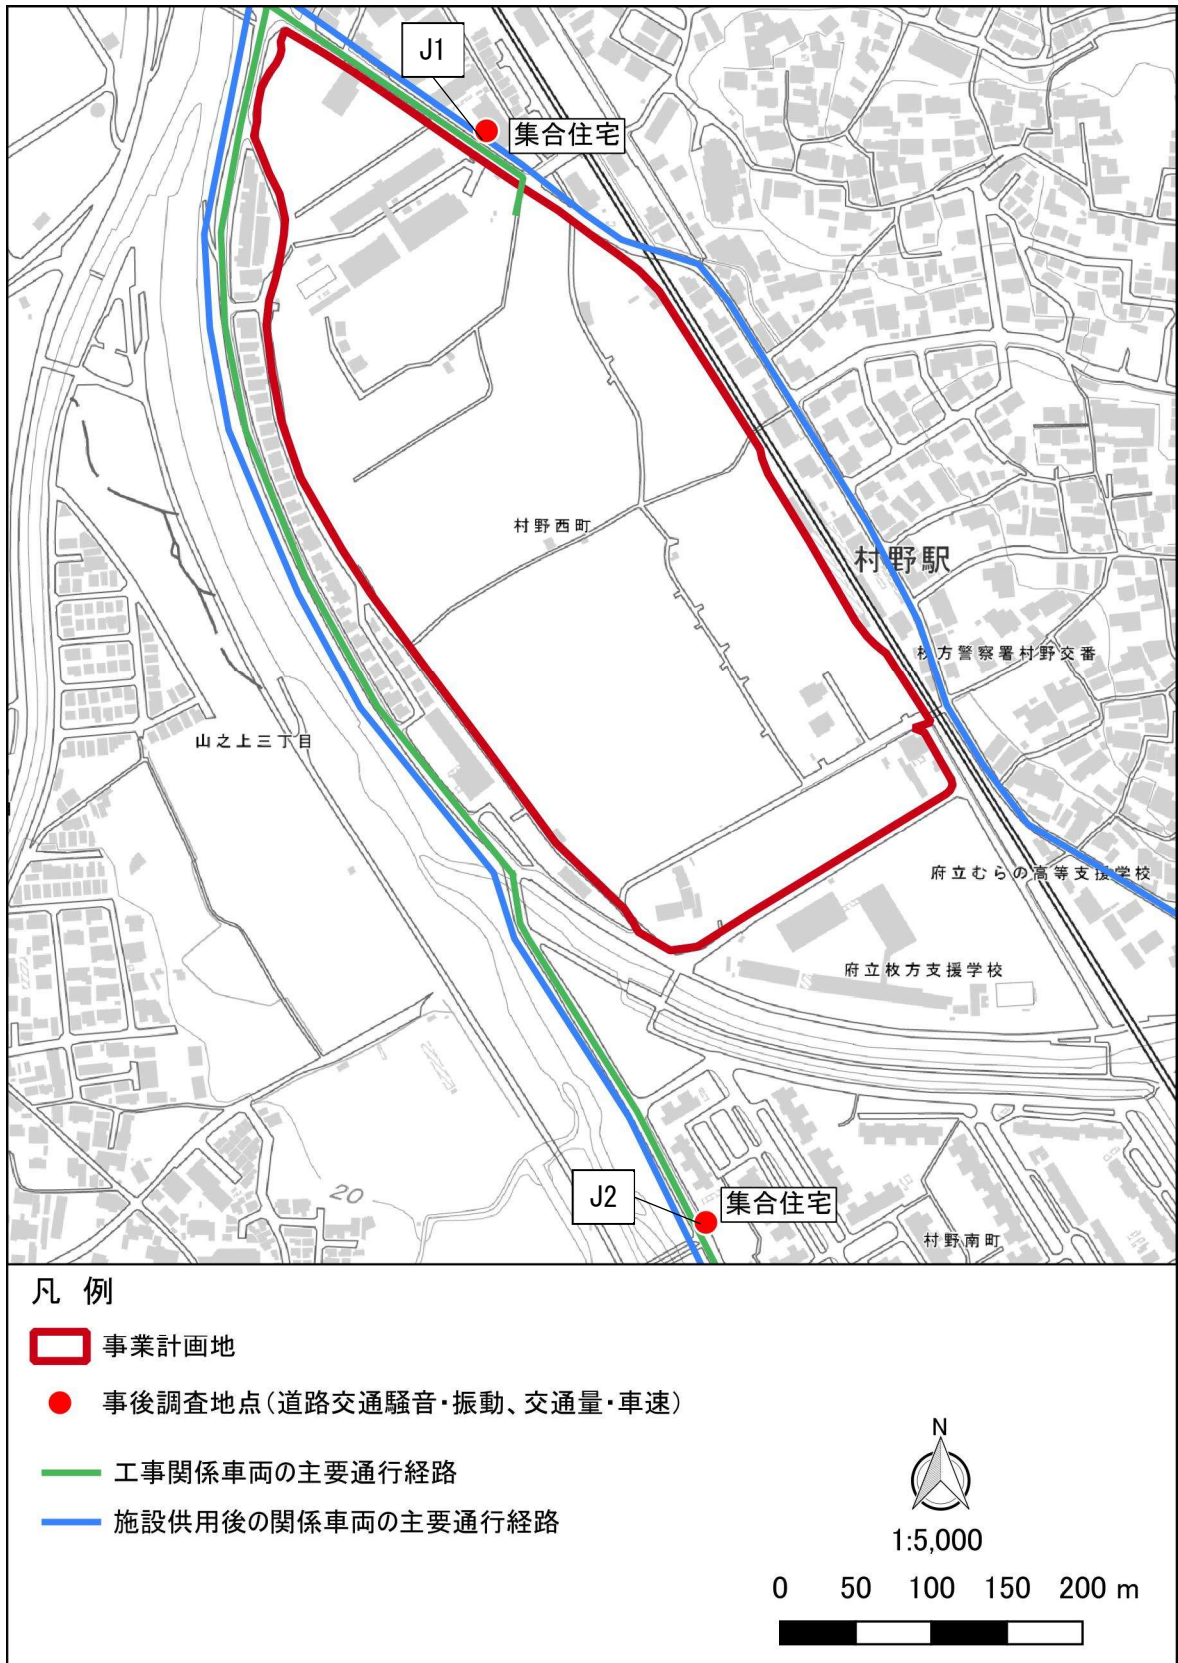 J1
集合住宅
村野西町
村野駅
枚方警察署村野交番
山之上三丁目
府立むらの高等支援学校
府立枚方支援学校
20
J2
集合住宅
村野南町
凡 例
事業計画地
事後調査地点(道路交通騒音・振動、交通量・車速)
工事関係車両の主要通行経路
施設供用後の関係車両の主要通行経路
N
1:5,000
0 50 100 150 200 m